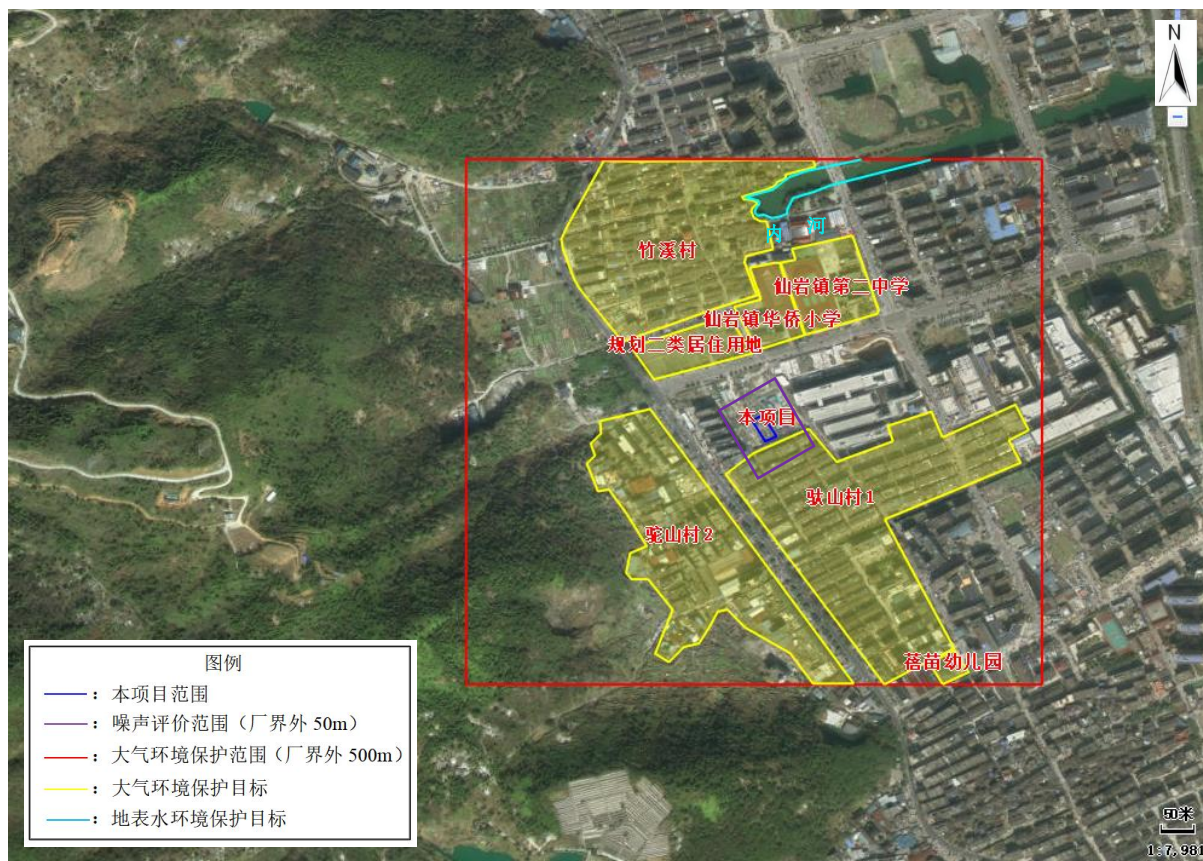 N
内 河
竹溪村
仙岩镇第二中学
仙岩镇华侨小学
规划二类居住用地
本项目
驮山村1
驼山村2
蓓苗幼儿园
图例
：本项目范围
：噪声评价范围（厂界外 50m）
：大气环境保护范围（厂界外 500m）
：大气环境保护目标
：地表水环境保护目标
50米
1:7,981